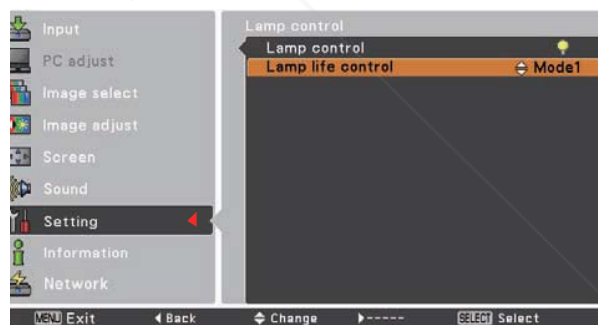 Input
PC adjust
Image select
Image adjust
Screen
Sound
Setting
Information
Network
Lamp control
Lamp control
Lamp life control Mode1
MENU Exit Back Change ----- SELECT Select